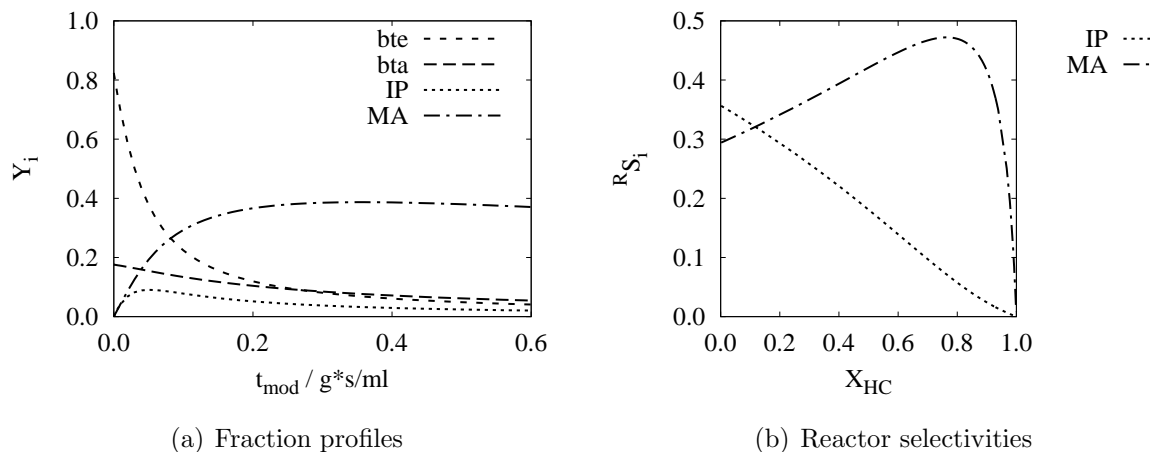 1.0
0.8
0.6
0.4
0.2
0.0
Y_i
bte
bta
IP
MA
0.0 0.2 0.4 0.6
t_mod / g*s/ml
(a) Fraction profiles
0.5
0.4
0.3
0.2
0.1
0.0
^R S_i
IP
MA
0.0 0.2 0.4 0.6 0.8 1.0
X_HC
(b) Reactor selectivities